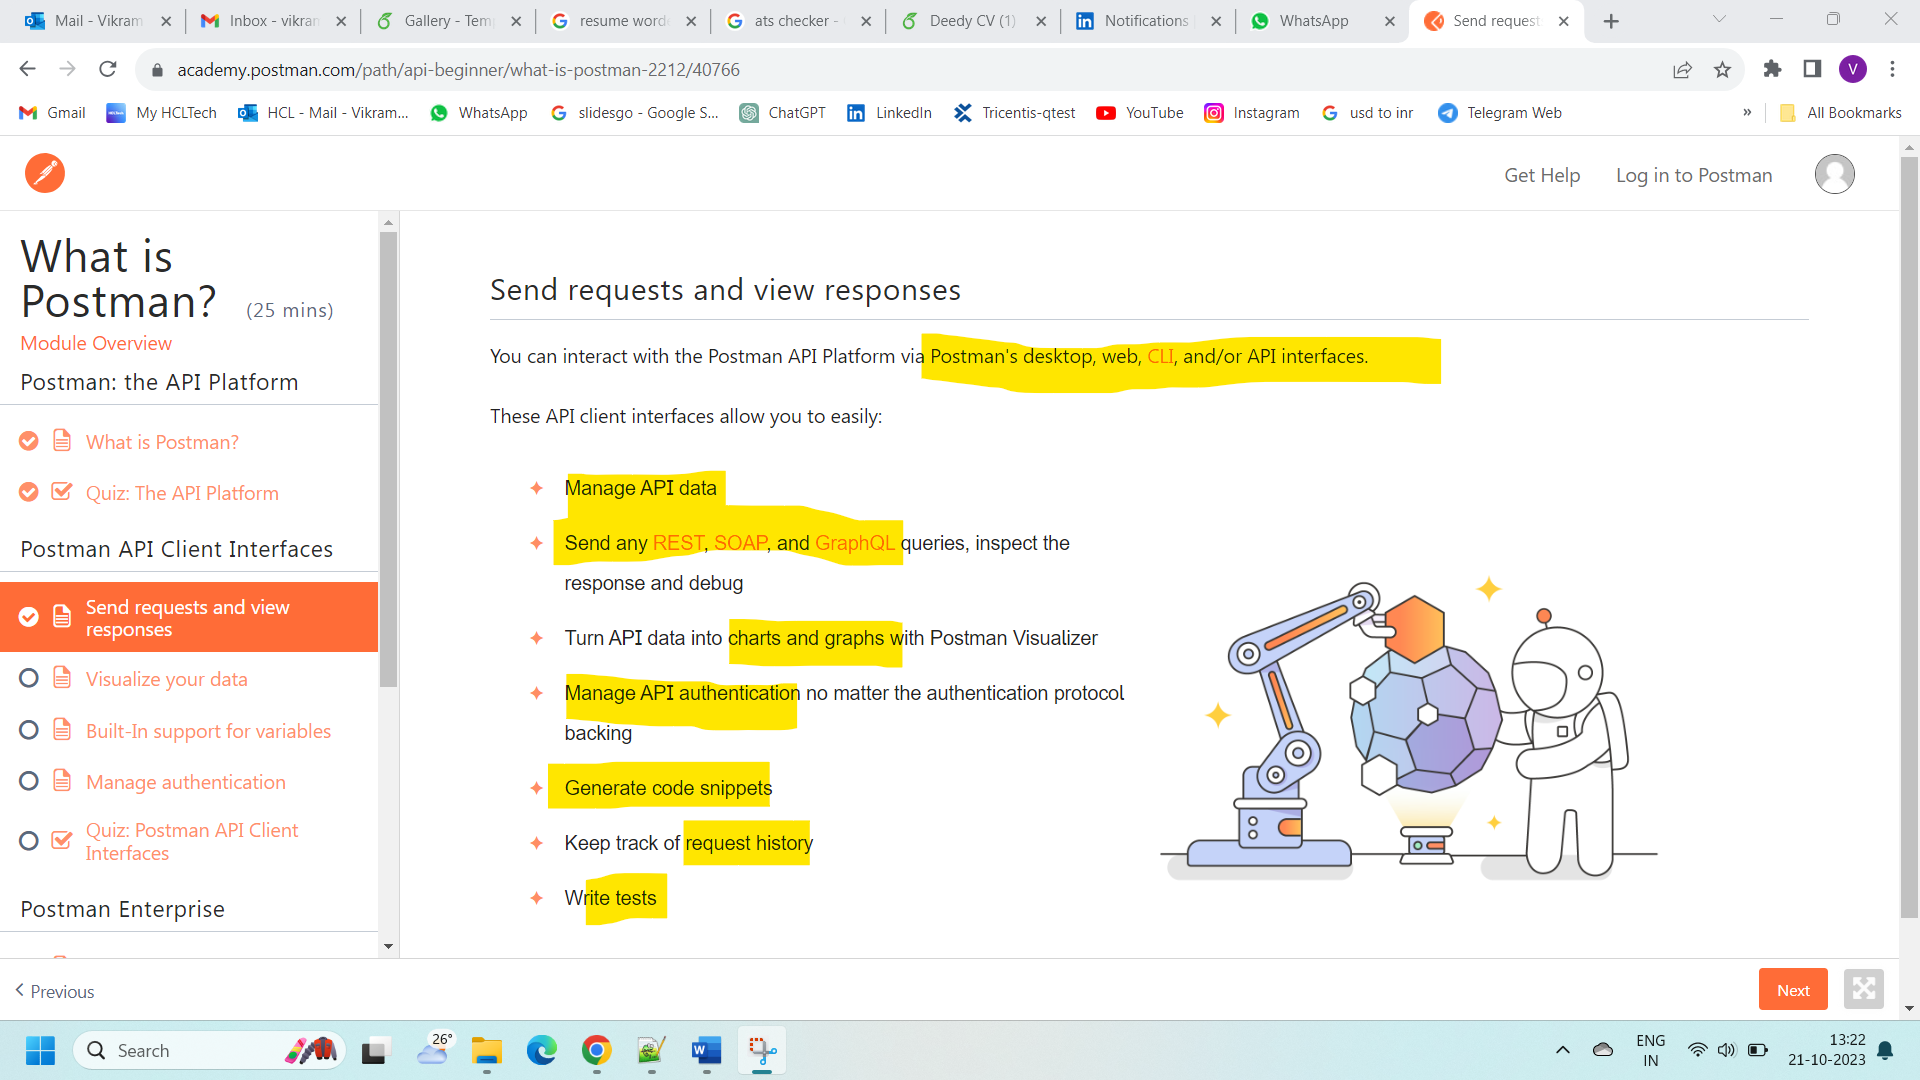 Mail - Vikram
Inbox - vikran
Gallery - Temp
resume worde
ats checker -
Deedy CV (1)
Notifications
WhatsApp
Send request
academy.postman.com/path/api-beginner/what-is-postman-2212/40766
V
Gmail
My HCLTech
HCL - Mail - Vikram...
WhatsApp
slidesgo - Google S...
ChatGPT
LinkedIn
Tricentis-qtest
YouTube
Instagram
usd to inr
Telegram Web
»
All Bookmarks
Get Help
Log in to Postman
What is
Postman? (25 mins)
Module Overview
Postman: the API Platform
What is Postman?
Quiz: The API Platform
Postman API Client Interfaces
Send requests and view
responses
Visualize your data
Built-In support for variables
Manage authentication
Quiz: Postman API Client
Interfaces
Postman Enterprise
Send requests and view responses
You can interact with the Postman API Platform via Postman's desktop, web, CLI, and/or API interfaces.
These API client interfaces allow you to easily:
Manage API data
Send any REST, SOAP, and GraphQL queries, inspect the
response and debug
Turn API data into charts and graphs with Postman Visualizer
Manage API authentication no matter the authentication protocol
backing
Generate code snippets
Keep track of request history
Write tests
Previous
Next
Search
26°
ENG
IN
13:22
21-10-2023